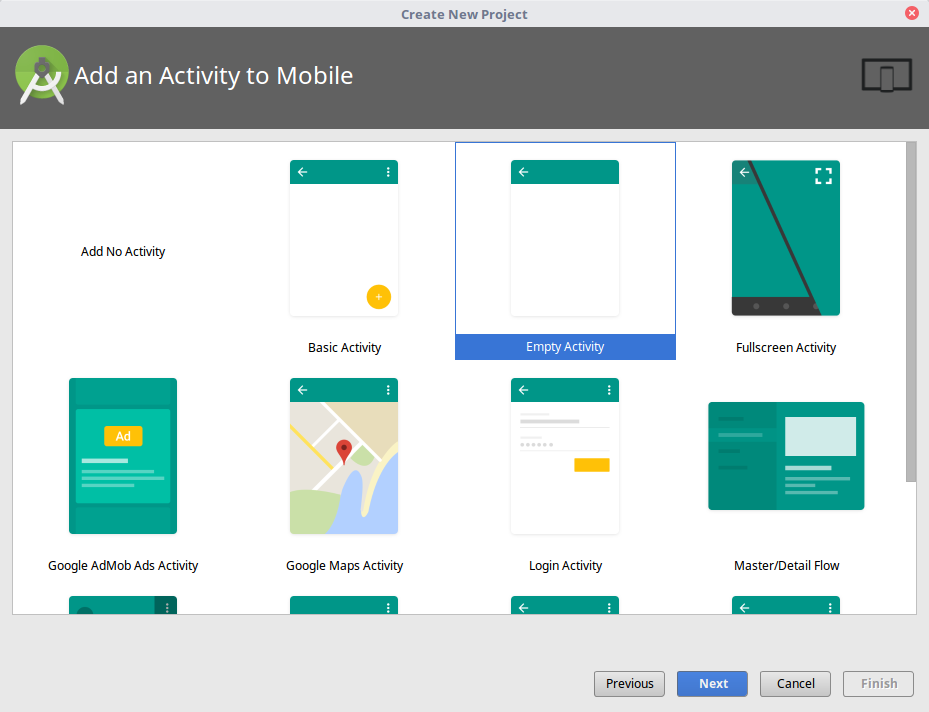 Create New Project
Add an Activity to Mobile
Add No Activity
Basic Activity
Empty Activity
Fullscreen Activity
Ad
Google AdMob Ads Activity
Google Maps Activity
Login Activity
Master/Detail Flow
Previous
Next
Cancel
Finish